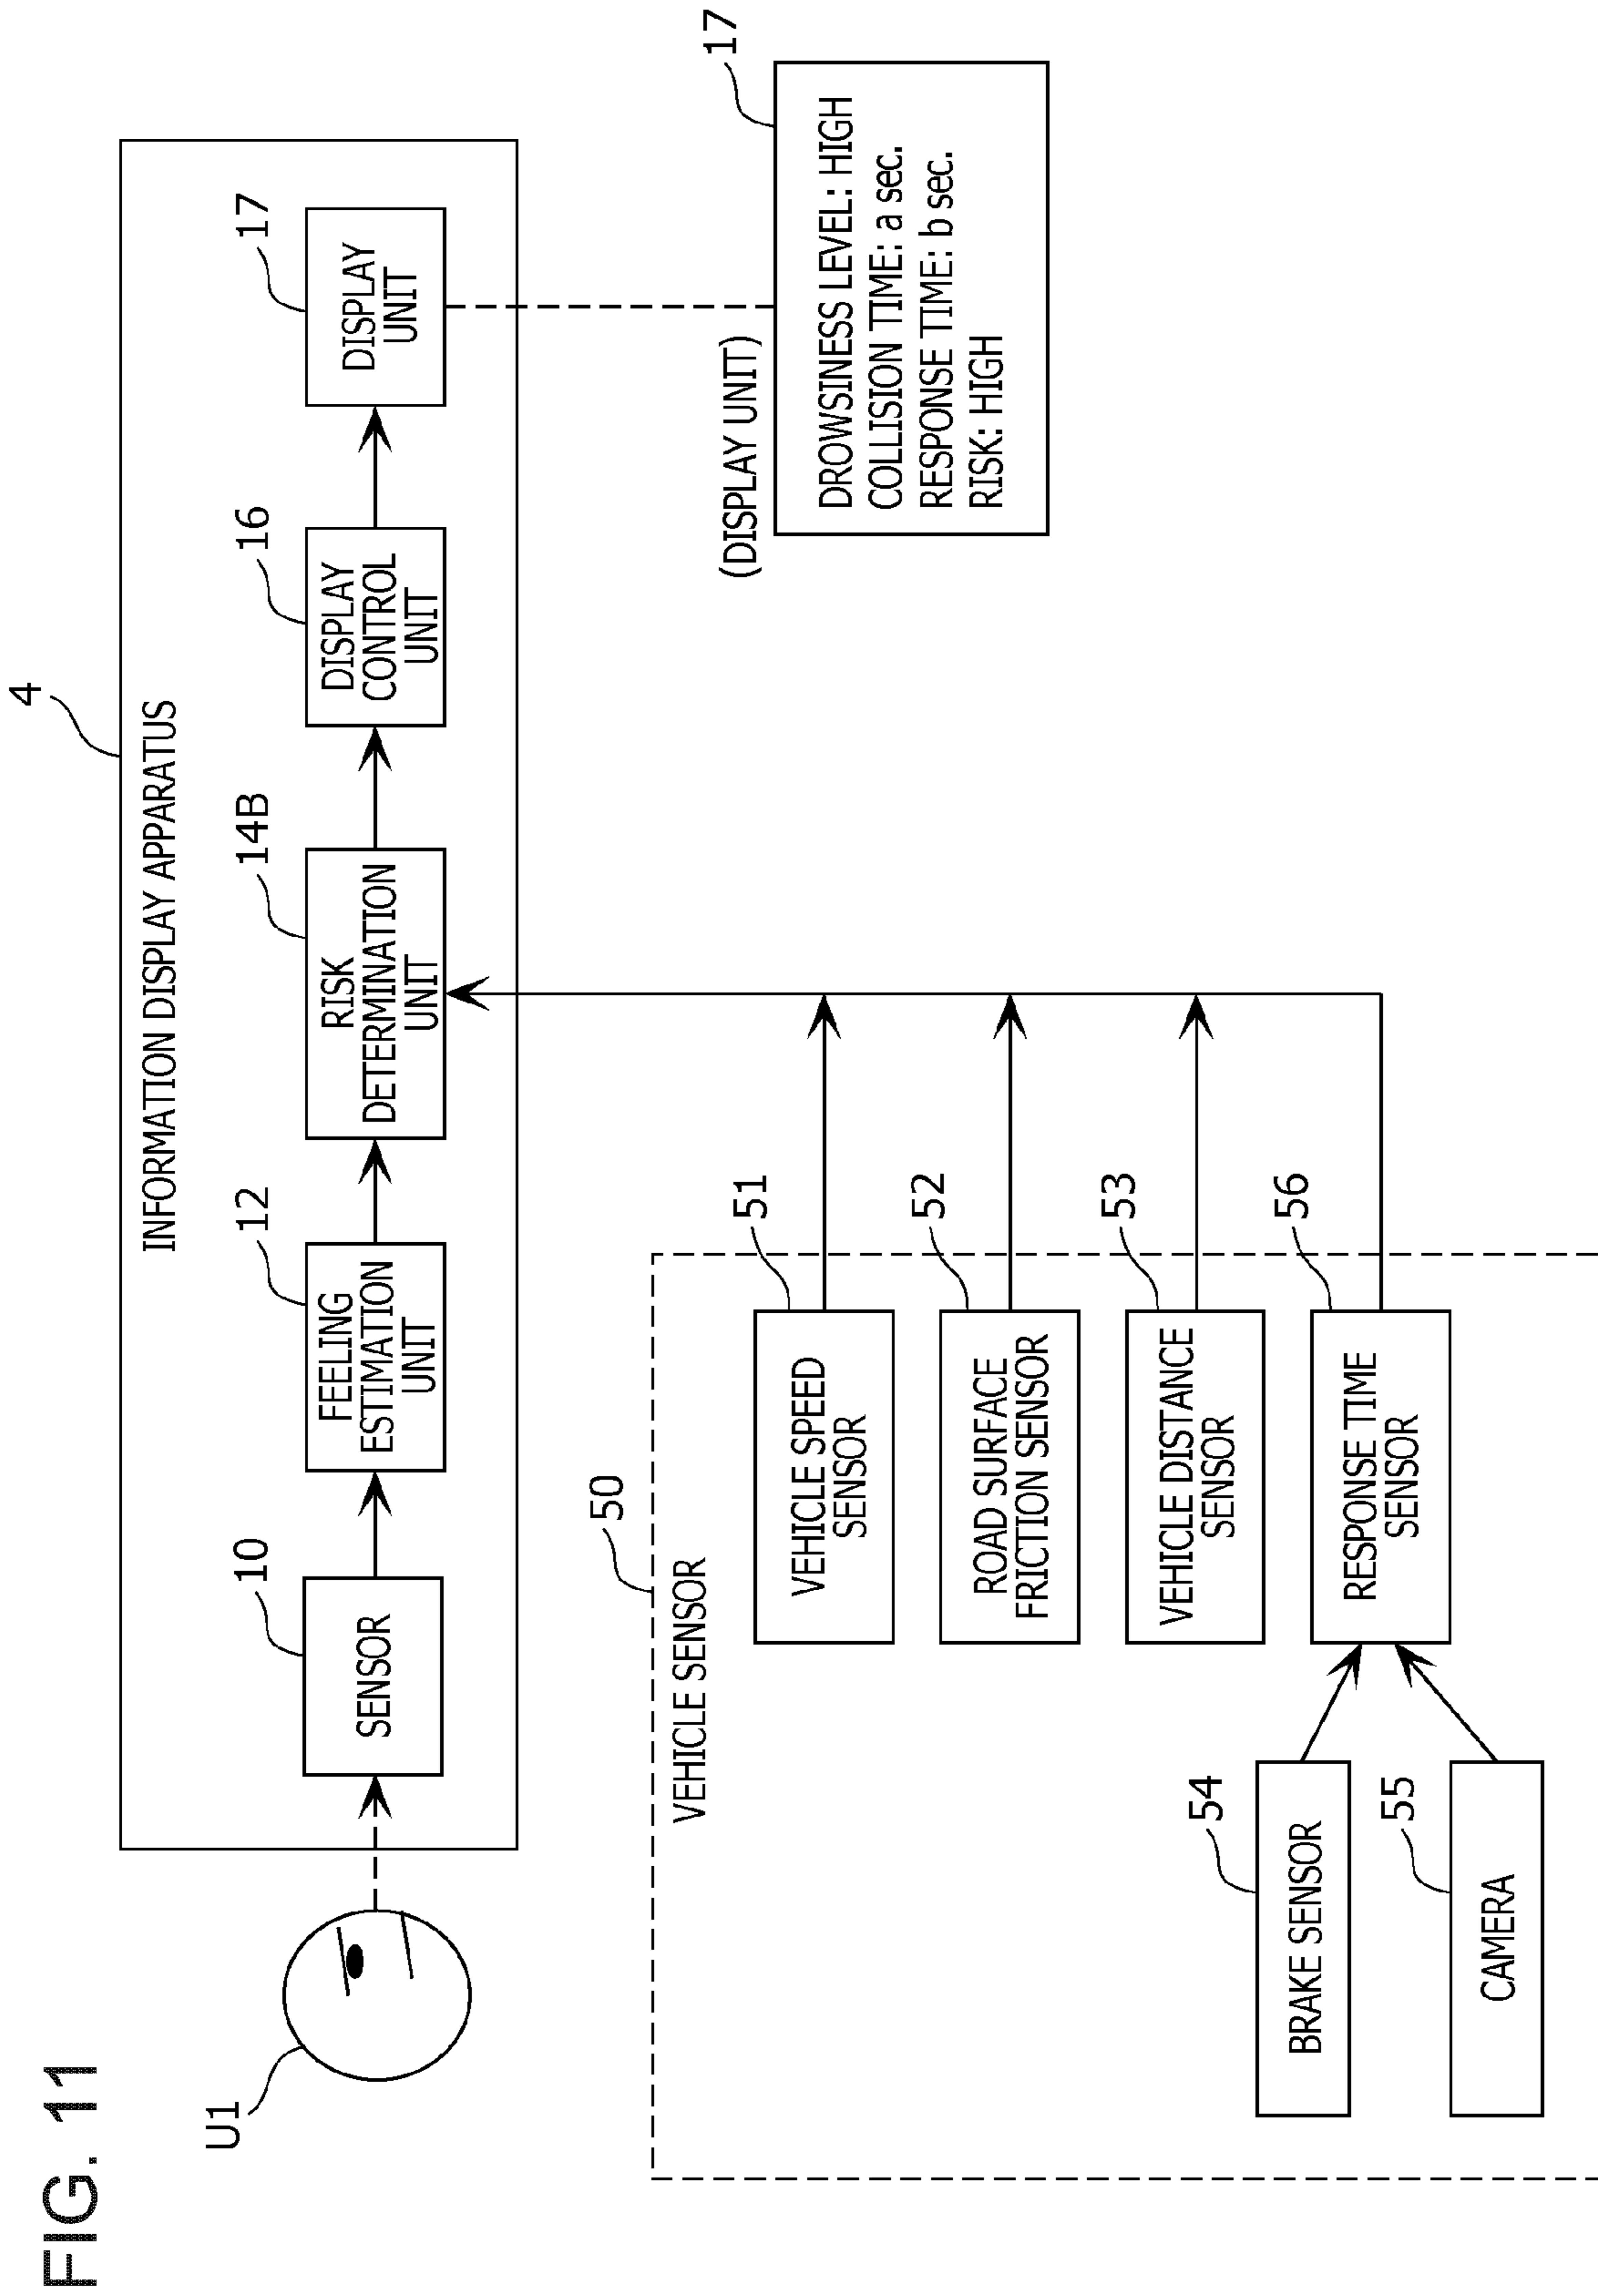 FIG. 11
4
INFORMATION DISPLAY APPARATUS
U1
10
SENSOR
12
FEELING
ESTIMATION
UNIT
14B
RISK
DETERMINATION
UNIT
16
DISPLAY
CONTROL
UNIT
17
DISPLAY
UNIT
(DISPLAY UNIT)
17
DROWSINESS LEVEL: HIGH
COLLISION TIME: a sec.
RESPONSE TIME: b sec.
RISK: HIGH
50
VEHICLE SENSOR
51
VEHICLE SPEED
SENSOR
52
ROAD SURFACE
FRICTION SENSOR
53
VEHICLE DISTANCE
SENSOR
56
RESPONSE TIME
SENSOR
54
BRAKE SENSOR
55
CAMERA